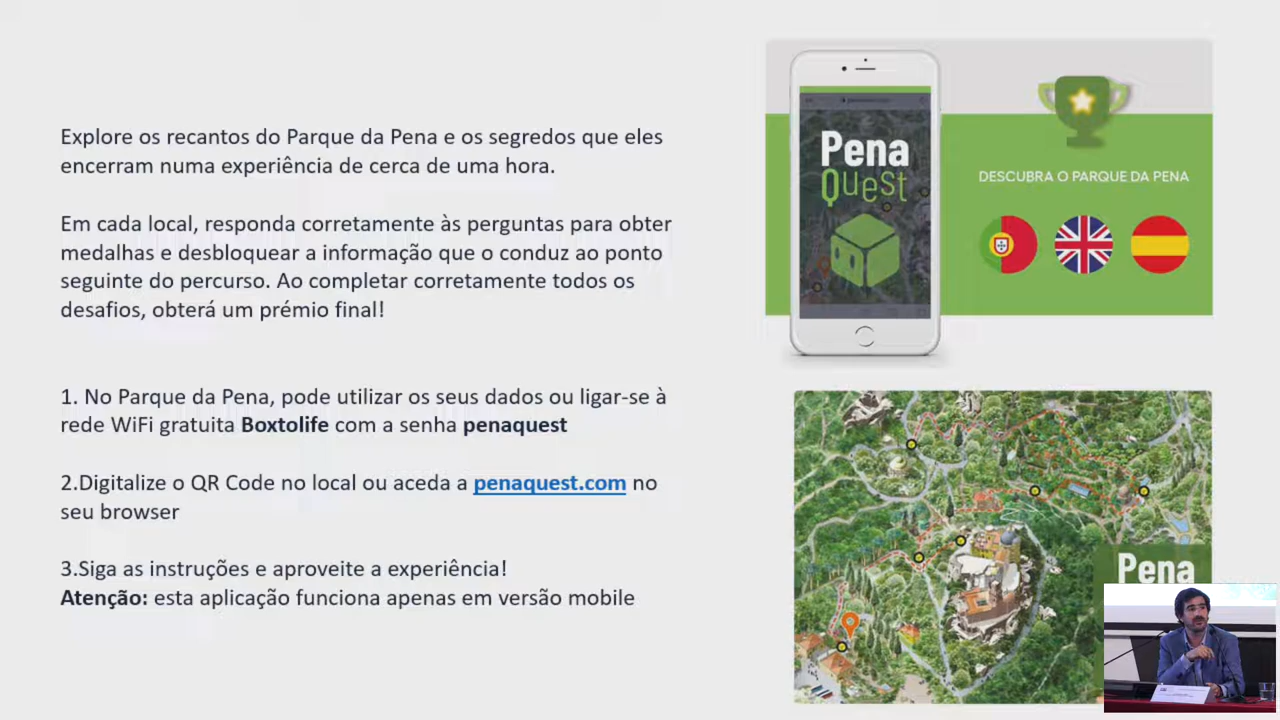 Explore os recantos do Parque da Pena e os segredos que eles
encerram numa experiência de cerca de uma hora.
Em cada local, responda corretamente às perguntas para obter
medalhas e desbloquear a informação que o conduz ao ponto
seguinte do percurso. Ao completar corretamente todos os
desafios, obterá um prémio final!
1. No Parque da Pena, pode utilizar os seus dados ou ligar-se à
rede WiFi gratuita Boxtolife com a senha penaquest
2.Digitalize o QR Code no local ou aceda a penaquest.com no
seu browser
3.Siga as instruções e aproveite a experiência!
Atenção: esta aplicação funciona apenas em versão mobile
Pena
Quest
DESCUBRA O PARQUE DA PENA
Pena